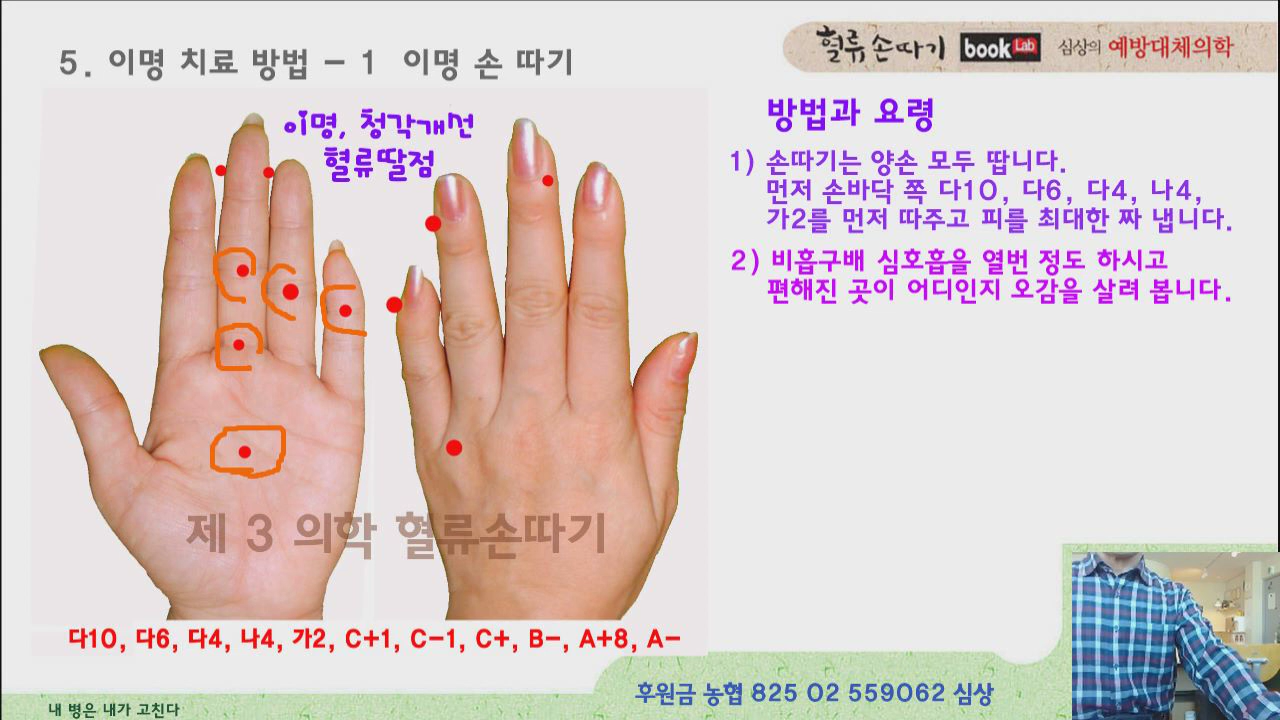 5. 이명 치료 방법 - 1 이명 손 따기
혈류손따기 book Lab 심상의 예방대체의학
이명, 청각개선
혈류딸점
방법과 요령
1) 손따기는 양손 모두 땁니다.
먼저 손바닥 쪽 다10, 다6, 다4, 나4,
가2를 먼저 따주고 피를 최대한 짜 냅니다.
2) 비흡구배 심호흡을 열번 정도 하시고
편해진 곳이 어디인지 오감을 살려 봅니다.
제 3 의학 혈류손따기
다10, 다6, 다4, 나4, 가2, C+1, C-1, C+, B-, A+8, A-
후원금 농협 825 02 559062 심상
내 병은 내가 고친다